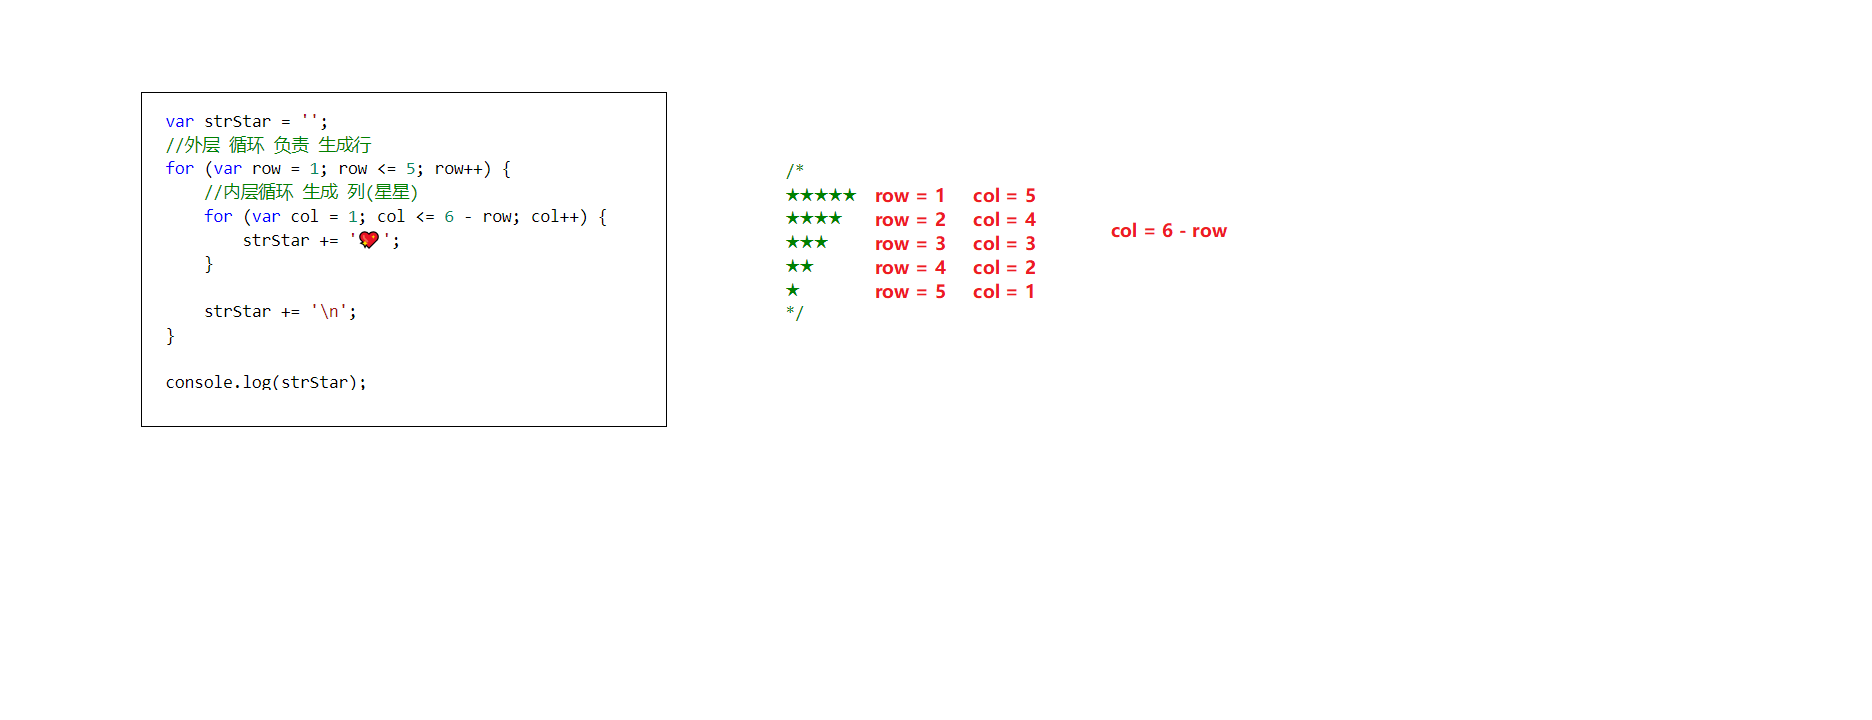 var strStar = '';
//外层 循环 负责 生成行
for (var row = 1; row <= 5; row++) {
    //内层循环 生成 列(星星)
    for (var col = 1; col <= 6 - row; col++) {
        strStar += '💖';
    }

    strStar += '\n';
}

console.log(strStar);
/*
★★★★★ row = 1 col = 5
★★★★ row = 2 col = 4
★★★ row = 3 col = 3
★★ row = 4 col = 2
★ row = 5 col = 1
*/
col = 6 - row